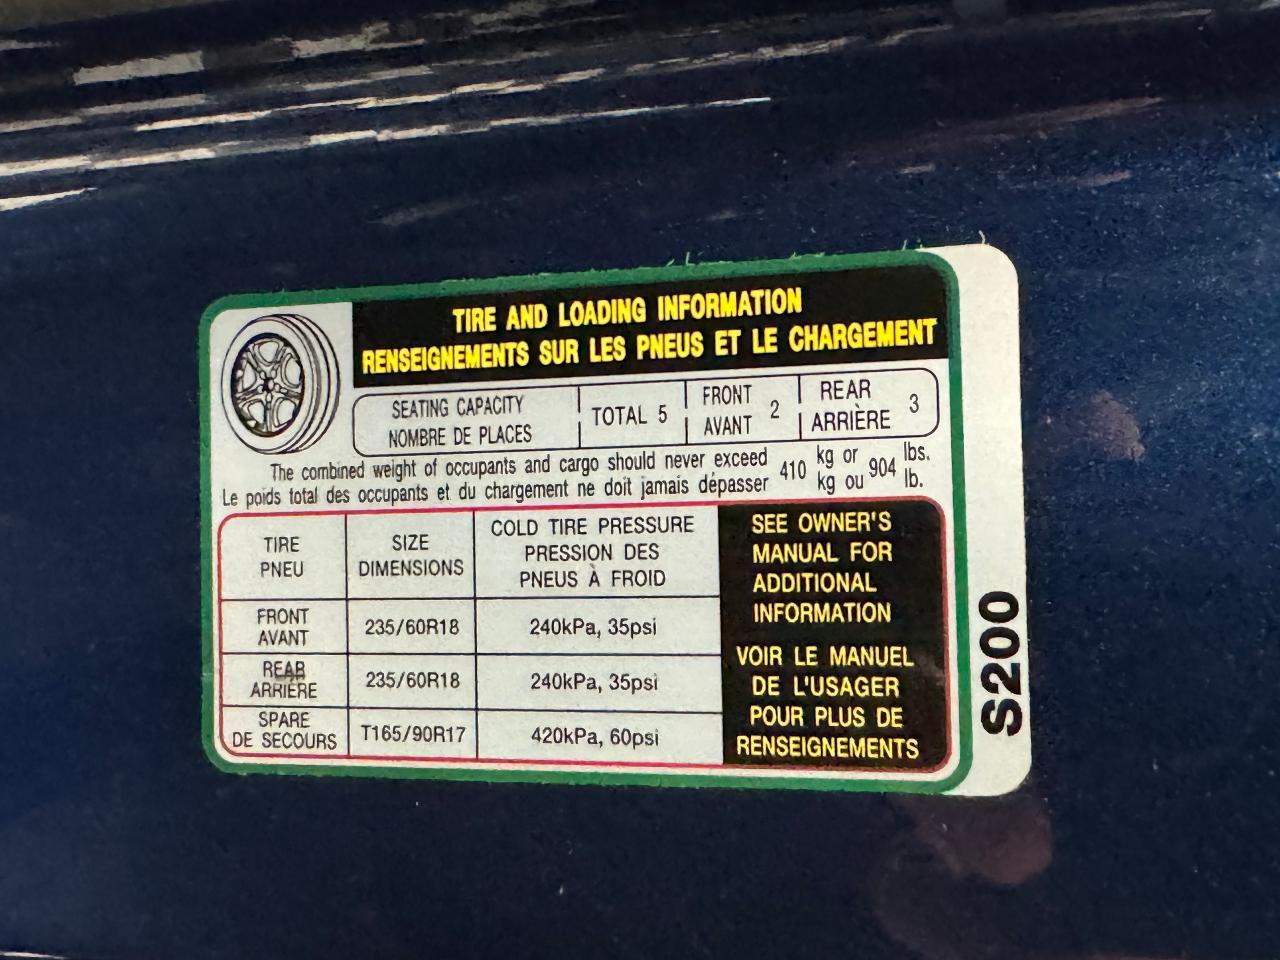 TIRE AND LOADING INFORMATION
RENSEIGNEMENTS SUR LES PNEUS ET LE CHARGEMENT
SEATING CAPACITY
NOMBRE DE PLACES
TOTAL 5
FRONT
AVANT
2
REAR
ARRIÈRE
3
The combined weight of occupants and cargo should never exceed
Le poids total des occupants et du chargement ne doit jamais dépasser
410
kg or
kg ou
904
lbs.
lb.
TIRE
PNEU
SIZE
DIMENSIONS
COLD TIRE PRESSURE
PRESSION DES
PNEUS À FROID
FRONT
AVANT
235/60R18
240kPa, 35psi
REAR
ARRIÈRE
235/60R18
240kPa, 35psi
SPARE
DE SECOURS
T165/90R17
420kPa, 60psi
SEE OWNER'S
MANUAL FOR
ADDITIONAL
INFORMATION
VOIR LE MANUEL
DE L'USAGER
POUR PLUS DE
RENSEIGNEMENTS
S200